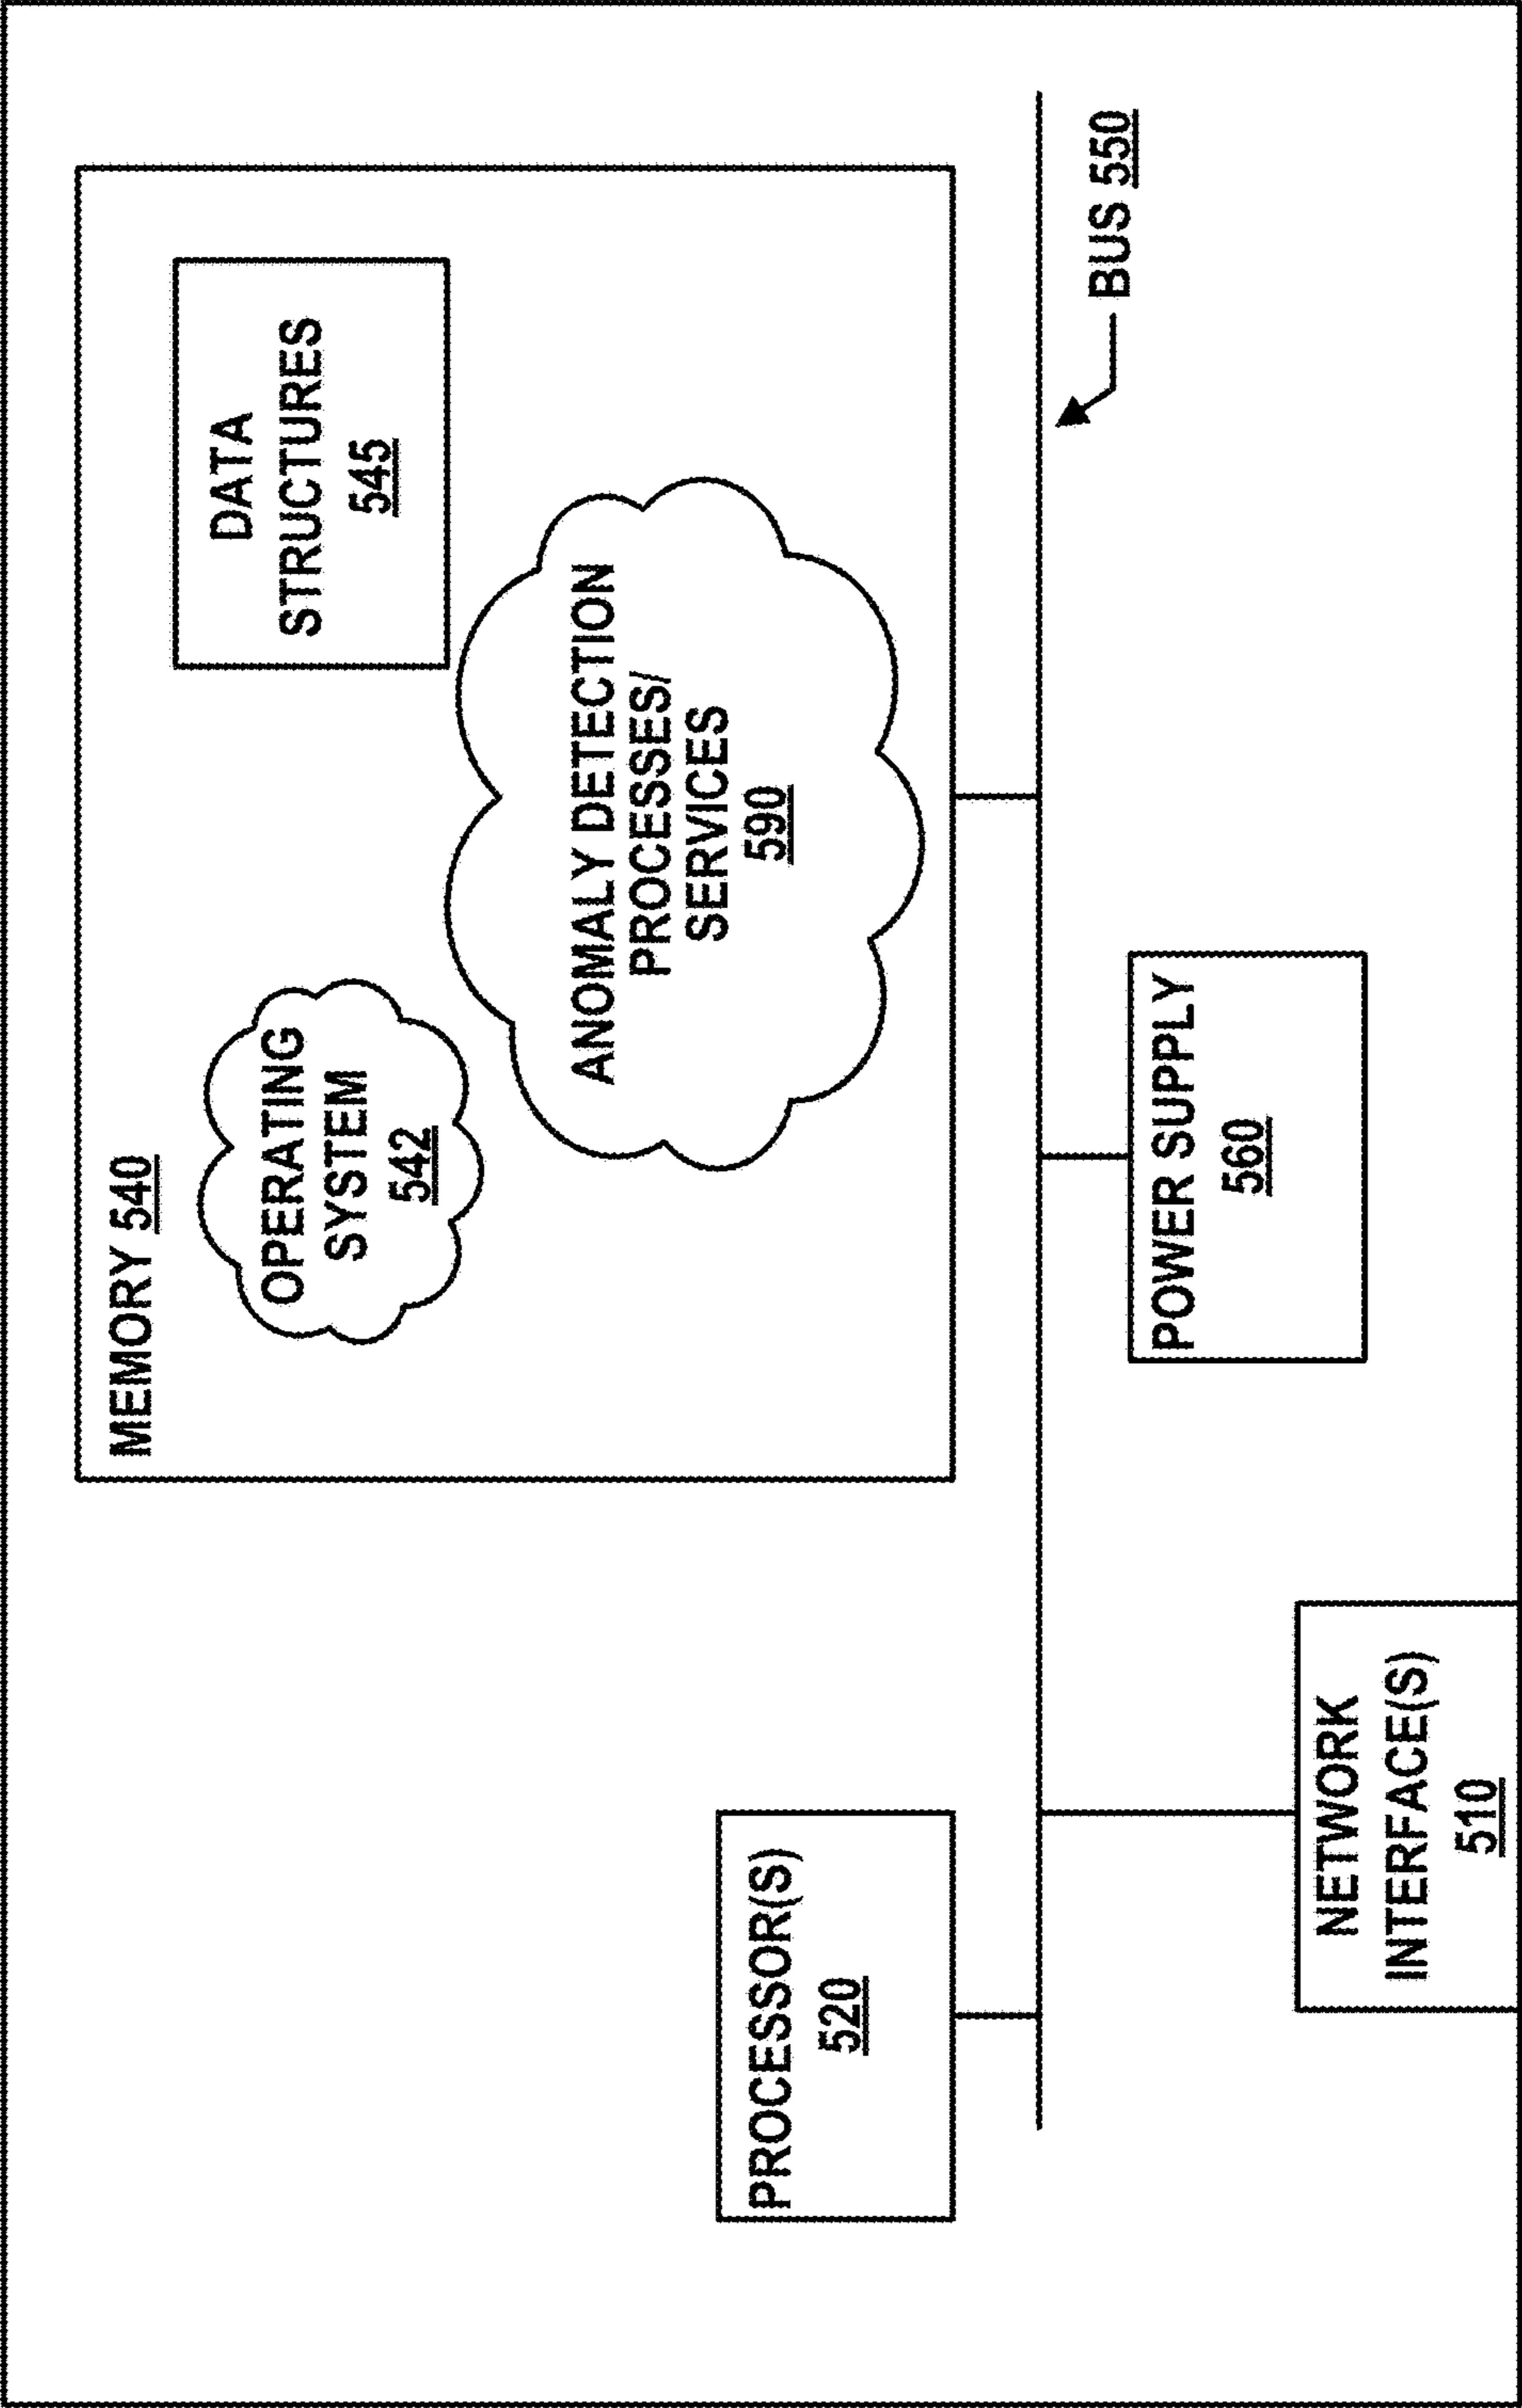 MEMORY 540
OPERATING
SYSTEM
542
DATA
STRUCTURES
545
ANOMALY DETECTION
PROCESSES/
SERVICES
590
PROCESSOR(S)
520
BUS 550
POWER SUPPLY
560
NETWORK
INTERFACE(S)
510